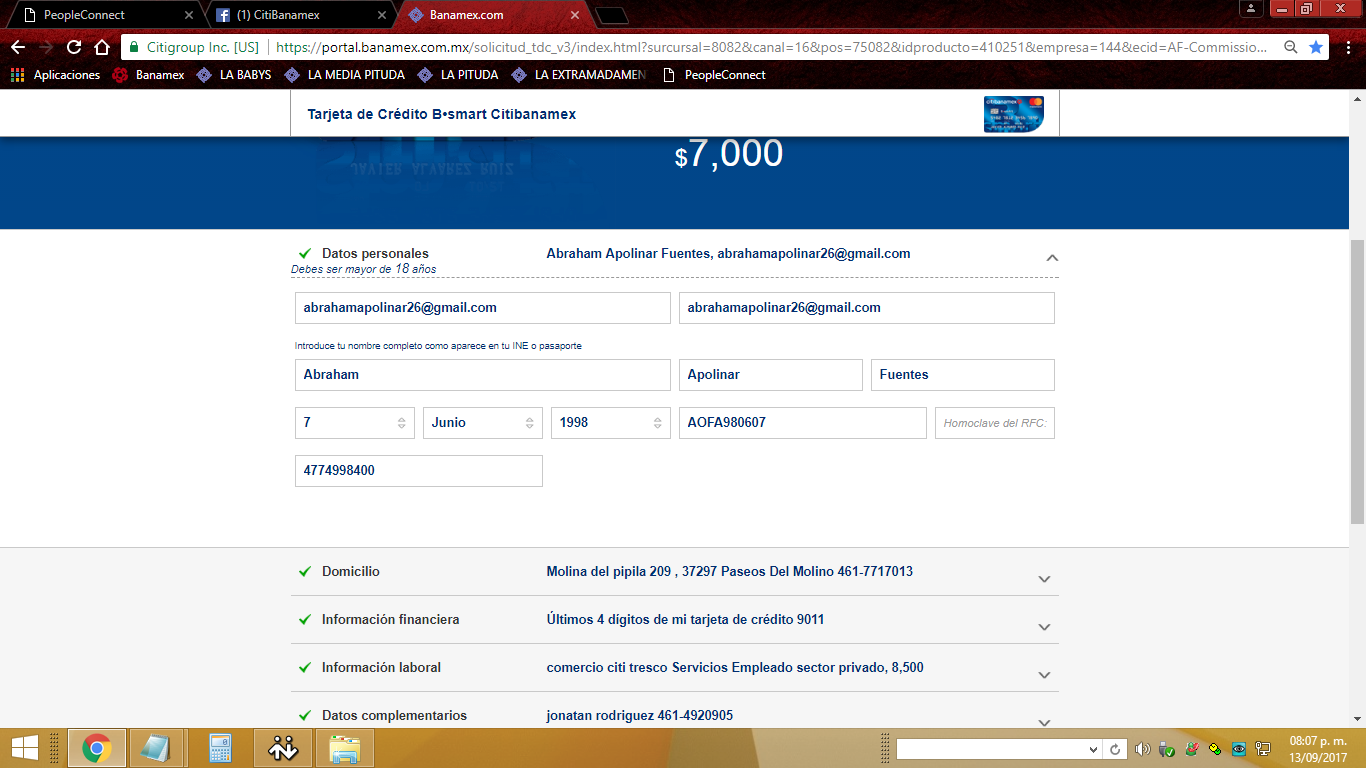 PeopleConnect
(1) CitiBanamex
Banamex.com
Citigroup Inc. [US] https://portal.banamex.com.mx/solicitud_tdc_v3/index.html?sursursal=8082&canal=16&pos=75082&idproducto=410251&empresa=144&ecid=AF-Commissio...
Aplicaciones Banamex LA BABYS LA MEDIA PITUDA LA PITUDA LA EXTRAMADAMEN PeopleConnect
Tarjeta de Crédito B•smart Citibanamex
citibanamex
$7,000
JAVIER ALVAREZ RUIZ
Datos personales Abraham Apolinar Fuentes, abrahamapolinar26@gmail.com
Debes ser mayor de 18 años
abrahamapolinar26@gmail.com abrahamapolinar26@gmail.com
Introduce tu nombre completo como aparece en tu INE o pasaporte
Abraham Apolinar Fuentes
7 Junio 1998 AOFA980607 Homoclave del RFC:
4774998400
Domicilio Molina del pipila 209 , 37297 Paseos Del Molino 461-7717013
Información financiera Últimos 4 dígitos de mi tarjeta de crédito 9011
Información laboral comercio citi tresco Servicios Empleado sector privado, 8,500
Datos complementarios jonatan rodriguez 461-4920905
08:07 p. m.
13/09/2017